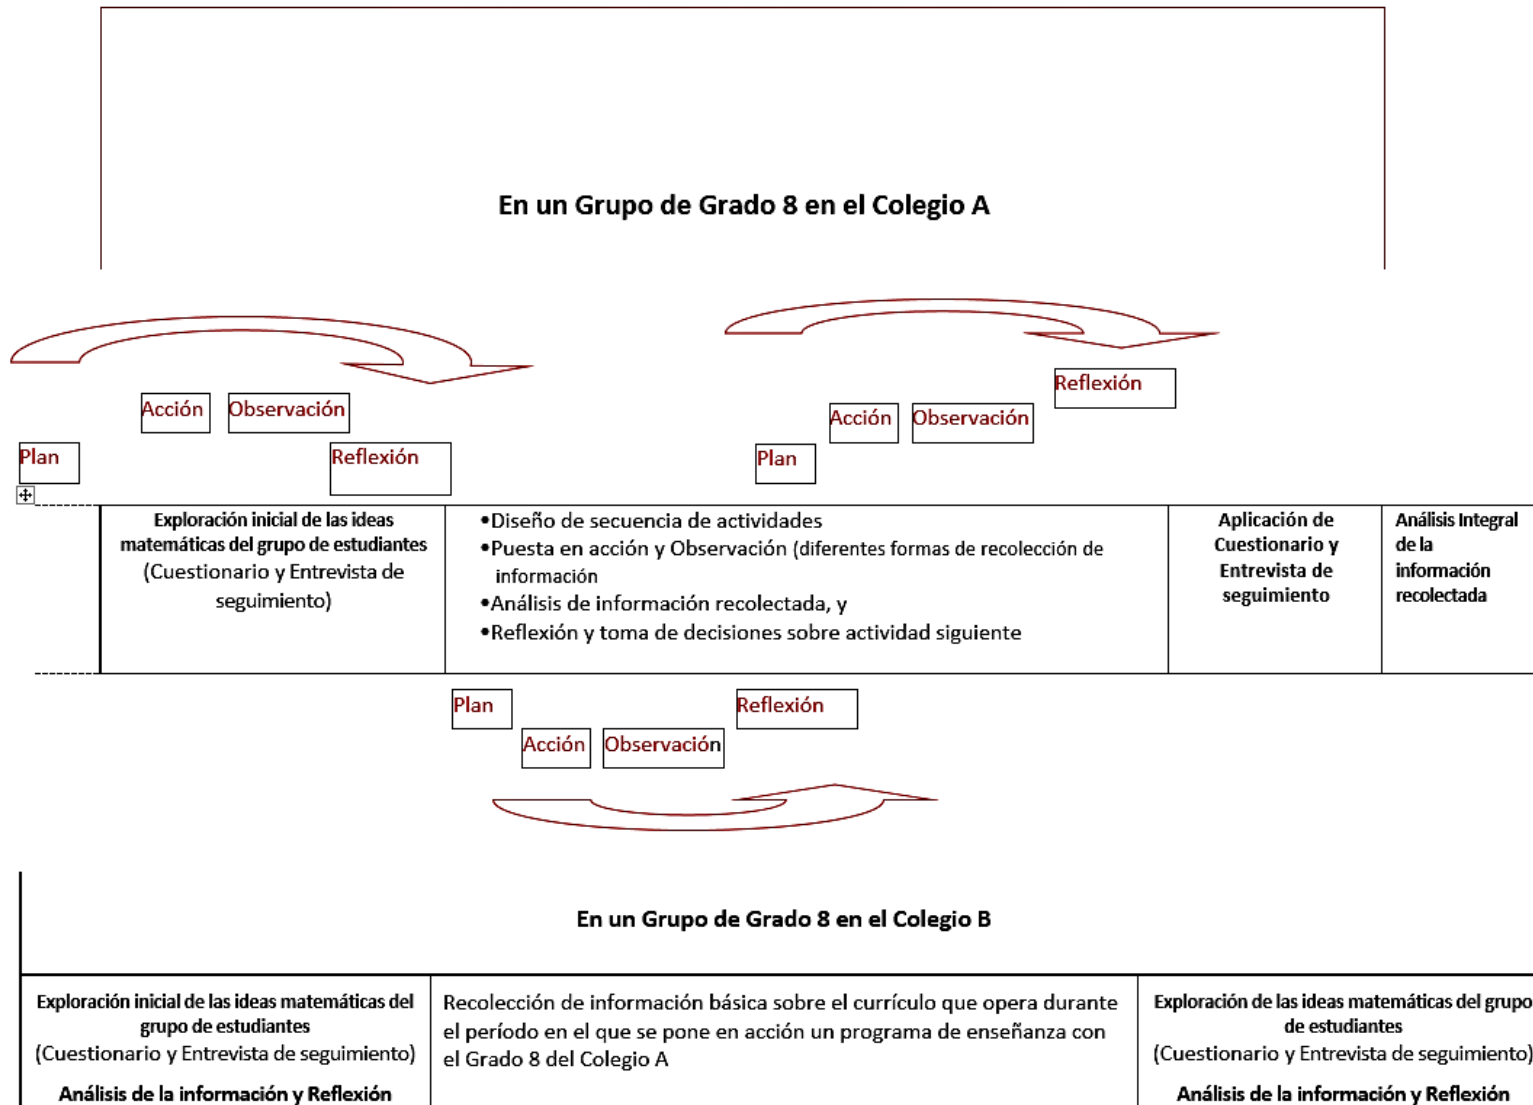 En un Grupo de Grado 8 en el Colegio A
Acción
Observación
Plan
Reflexión
Reflexión
Acción
Observación
Plan
Exploración inicial de las ideas
matemáticas del grupo de estudiantes
(Cuestionario y Entrevista de
seguimiento)
•Diseño de secuencia de actividades
•Puesta en acción y Observación (diferentes formas de recolección de
información
•Análisis de información recolectada, y
•Reflexión y toma de decisiones sobre actividad siguiente
Aplicación de
Cuestionario y
Entrevista de
seguimiento
Análisis Integral
de la
información
recolectada
Plan
Reflexión
Acción
Observación
En un Grupo de Grado 8 en el Colegio B
Exploración inicial de las ideas matemáticas del
grupo de estudiantes
(Cuestionario y Entrevista de seguimiento)
Análisis de la información y Reflexión
Recolección de información básica sobre el currículo que opera durante
el período en el que se pone en acción un programa de enseñanza con
el Grado 8 del Colegio A
Exploración de las ideas matemáticas del grupo
de estudiantes
(Cuestionario y Entrevista de seguimiento)
Análisis de la información y Reflexión